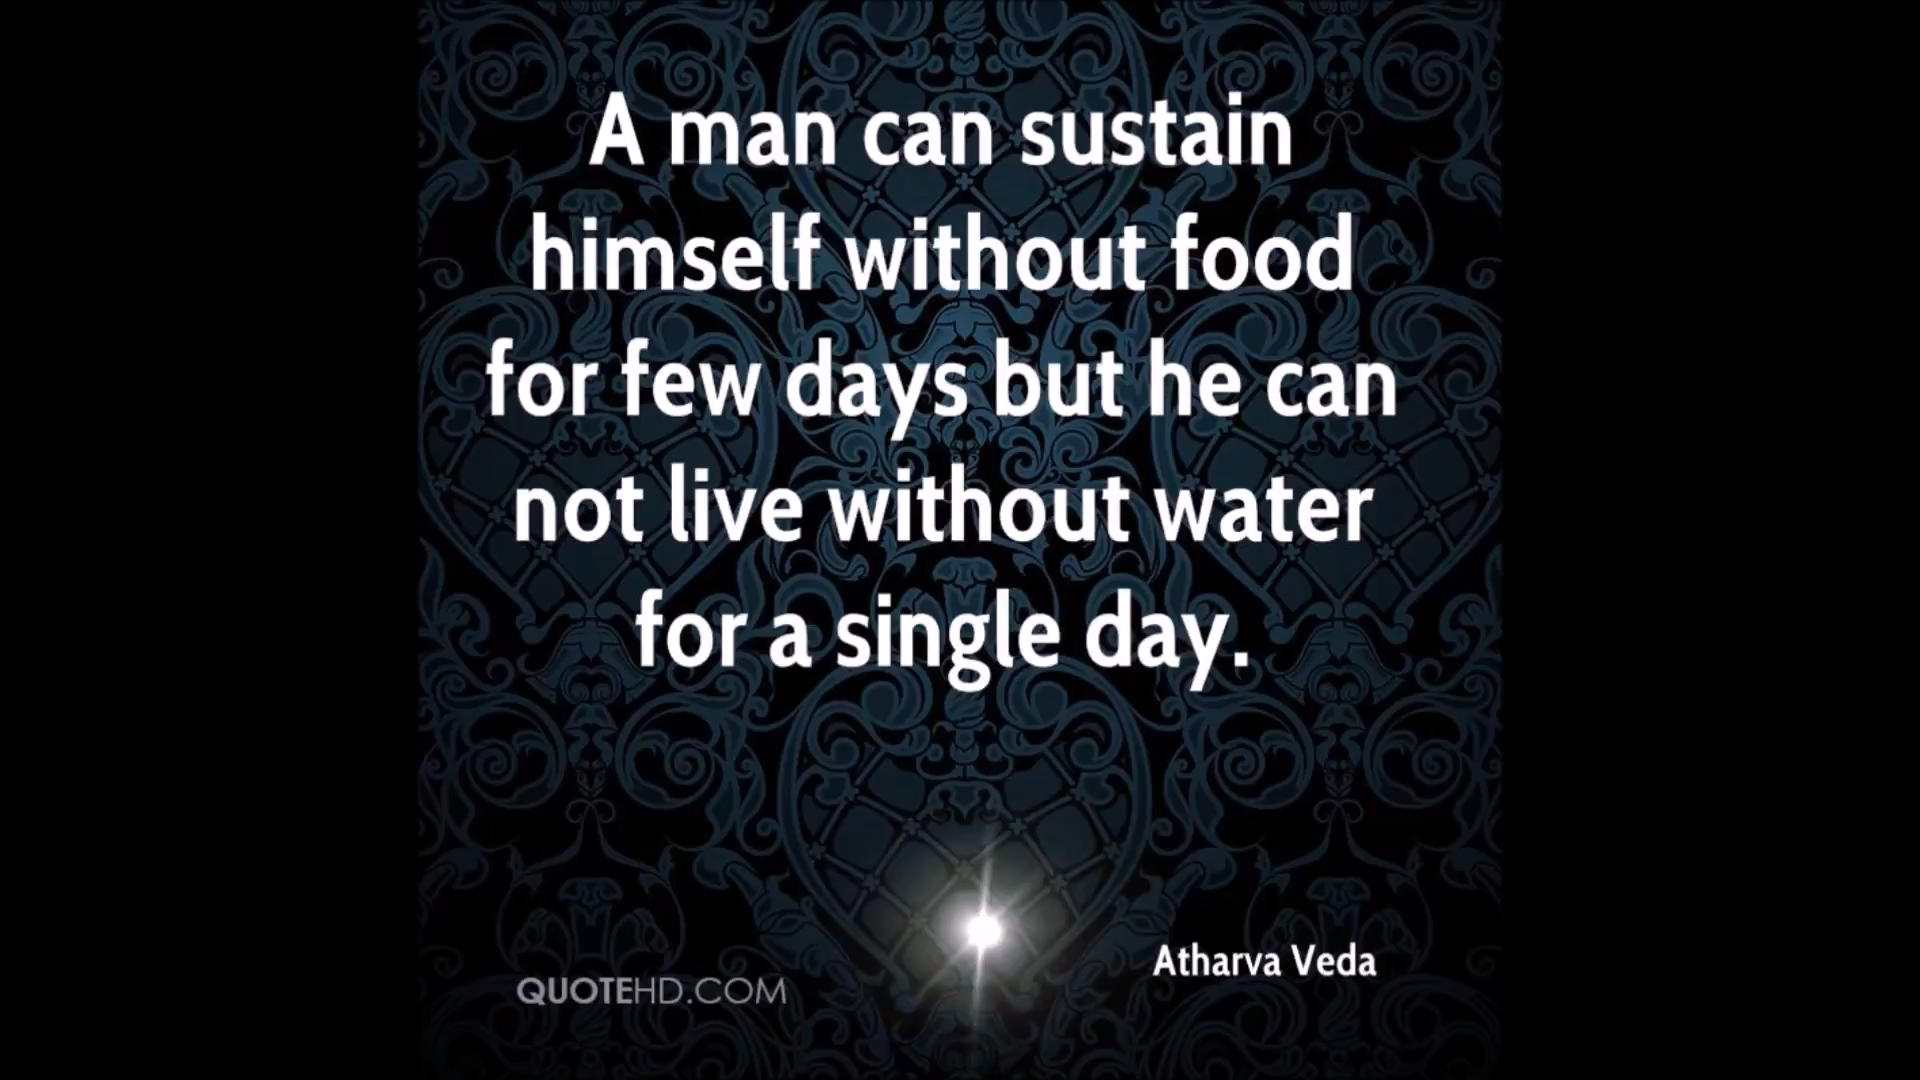 A man can sustain
himself without food
for few days but he can
not live without water
for a single day.
Atharva Veda
QUOTEHD.COM